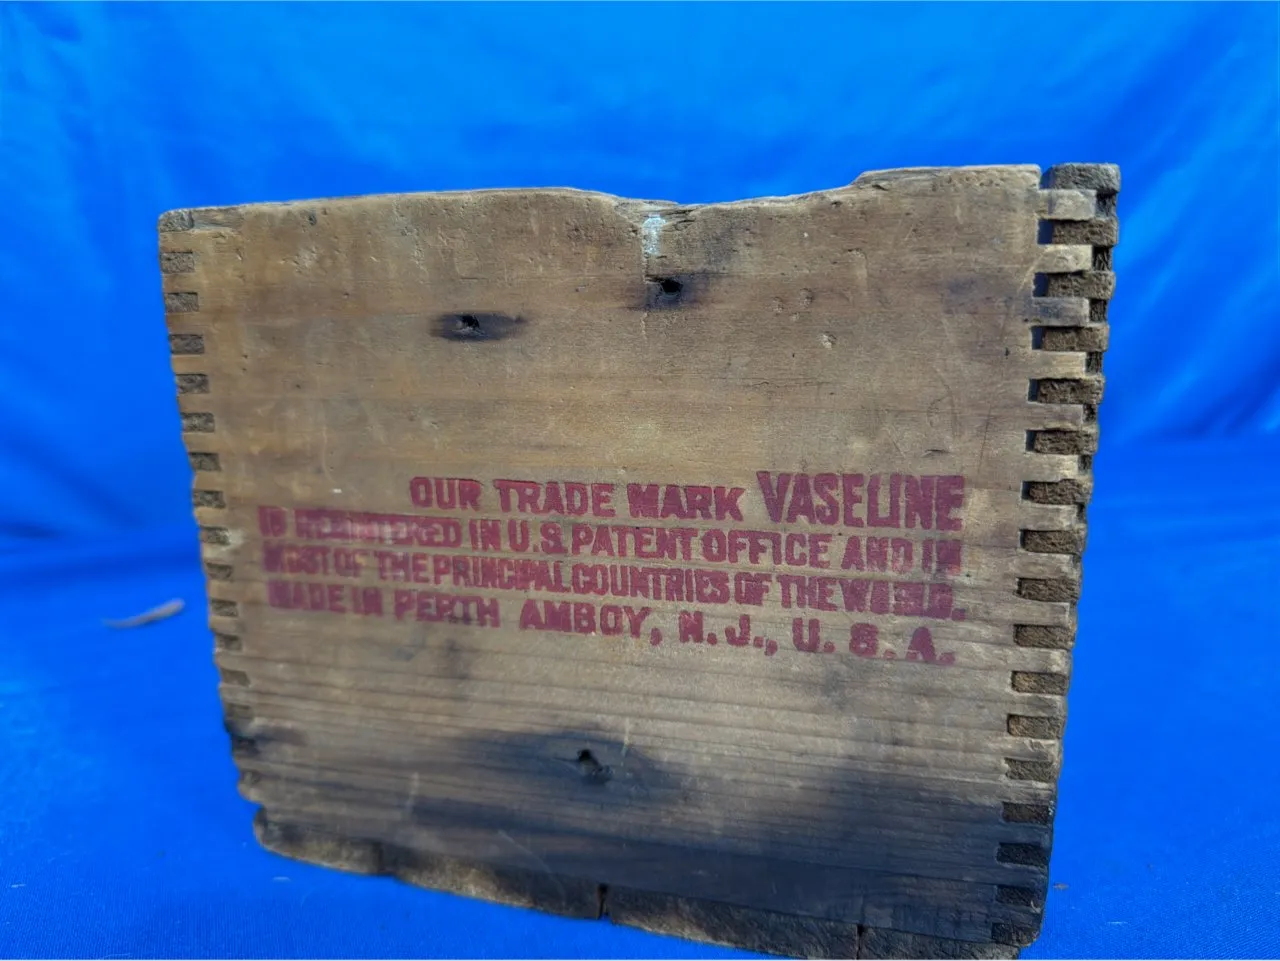 OUR TRADE MARK VASELINE
IS REGISTERED IN U.S. PATENT OFFICE AND IN
MOST OF THE PRINCIPAL COUNTRIES OF THE WORLD.
MADE IN PERTH AMBOY, N. J., U. S. A.